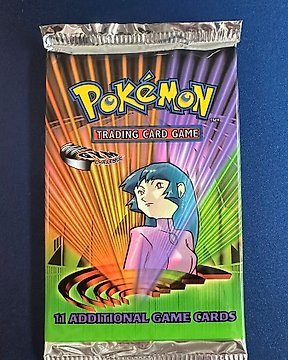 POKéMON
TRADING CARD GAME
11 ADDITIONAL GAME CARDS